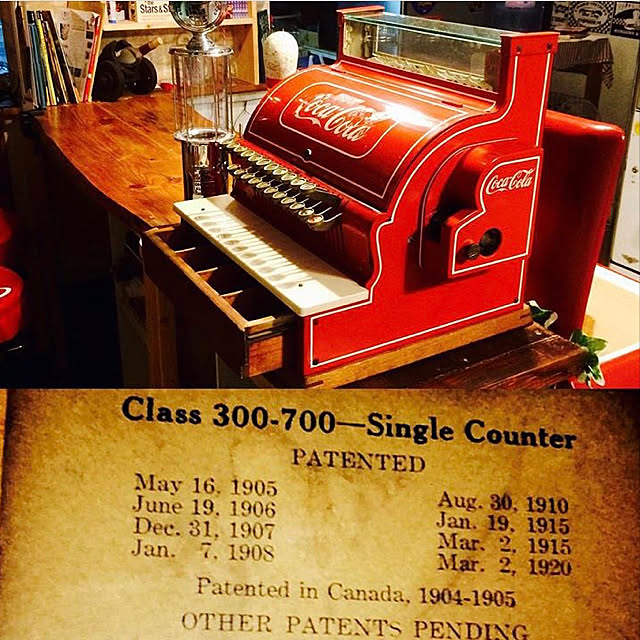 Stars & S
Coca-Cola
Coca-Cola
Class 300-700—Single Counter
PATENTED
May 16, 1905
June 19, 1906
Dec. 31, 1907
Jan. 7, 1908
Aug. 30, 1910
Jan. 19, 1915
Mar. 2, 1915
Mar. 2, 1920
Patented in Canada, 1904-1905
OTHER PATENTS PENDING